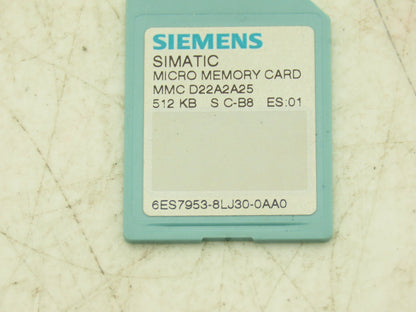 SIEMENS
SIMATIC
MICRO MEMORY CARD
MMC D22A2A25
512 KB S C-B8 ES:01
6ES7953-8LJ30-0AA0